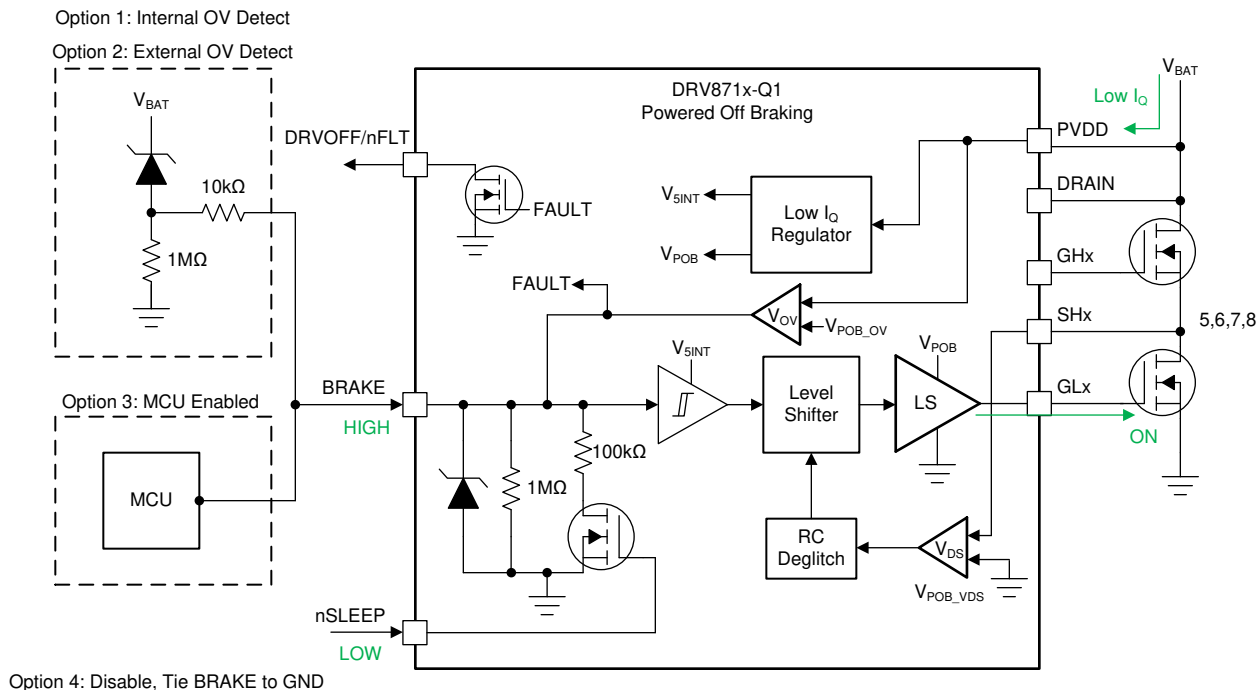 Option 1: Internal OV Detect
Option 2: External OV Detect
VBAT
10kΩ
1MΩ
Option 3: MCU Enabled
MCU
Option 4: Disable, Tie BRAKE to GND
DRV871x-Q1
Powered Off Braking
DRVOFF/nFLT
FAULT
V5INT
VPOB
Low IQ
Regulator
FAULT
VOV
VPOB_OV
BRAKE
HIGH
V5INT
Level
Shifter
VPOB
LS
100kΩ
1MΩ
RC
Deglitch
VDS
VPOB_VDS
nSLEEP
LOW
VBAT
Low IQ
PVDD
DRAIN
GHx
SHx
5,6,7,8
GLx
ON